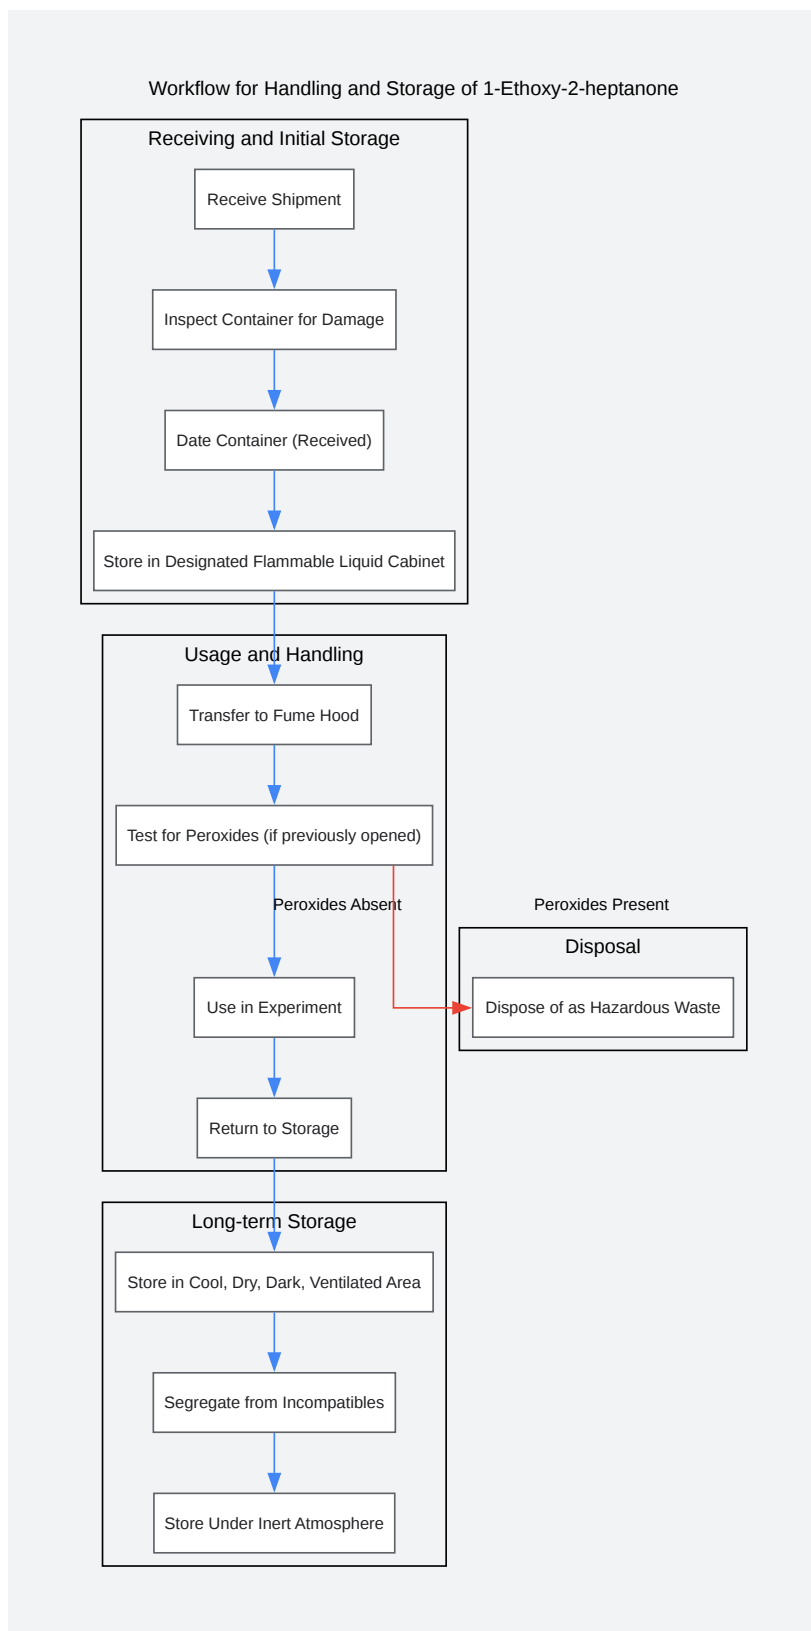 Workflow for Handling and Storage of 1-Ethoxy-2-heptanone
Receiving and Initial Storage
Receive Shipment
Inspect Container for Damage
Date Container (Received)
Store in Designated Flammable Liquid Cabinet
Usage and Handling
Transfer to Fume Hood
Test for Peroxides (if previously opened)
Peroxides Absent
Peroxides Present
Disposal
Use in Experiment
Dispose of as Hazardous Waste
Return to Storage
Long-term Storage
Store in Cool, Dry, Dark, Ventilated Area
Segregate from Incompatibles
Store Under Inert Atmosphere